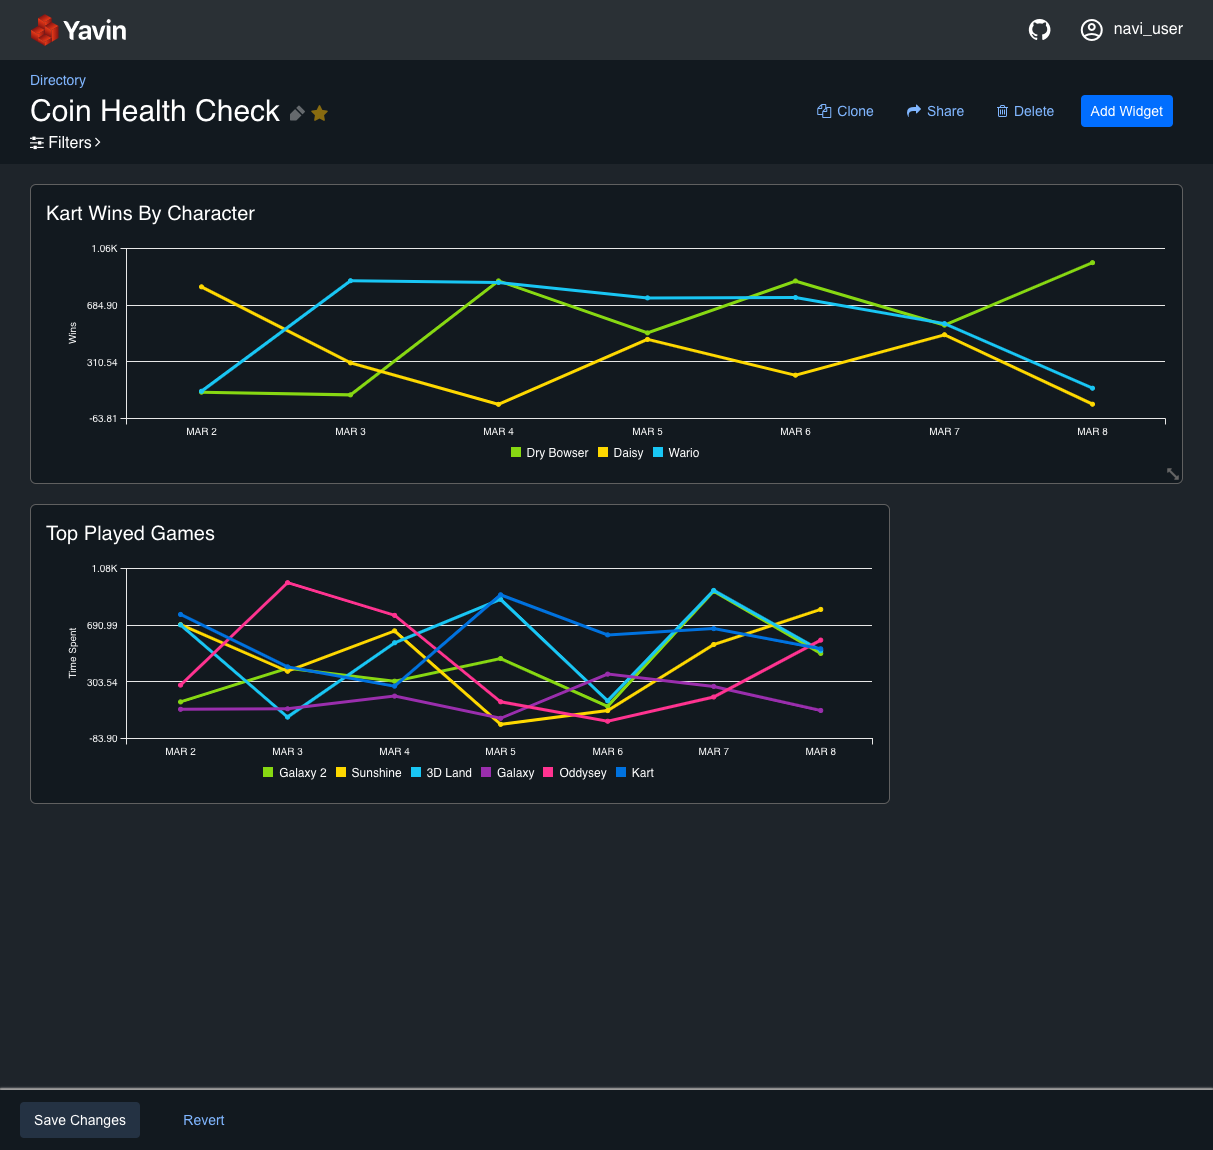 Yavin
navi_user
Directory
Coin Health Check
Clone Share Delete Add Widget
Filters
Kart Wins By Character
1.06K
684.90
310.54
-63.81
Wins
MAR 2 MAR 3 MAR 4 MAR 5 MAR 6 MAR 7 MAR 8
Dry Bowser Daisy Wario
Top Played Games
1.08K
690.99
303.54
-83.90
Time Spent
MAR 2 MAR 3 MAR 4 MAR 5 MAR 6 MAR 7 MAR 8
Galaxy 2 Sunshine 3D Land Galaxy Oddysey Kart
Save Changes Revert